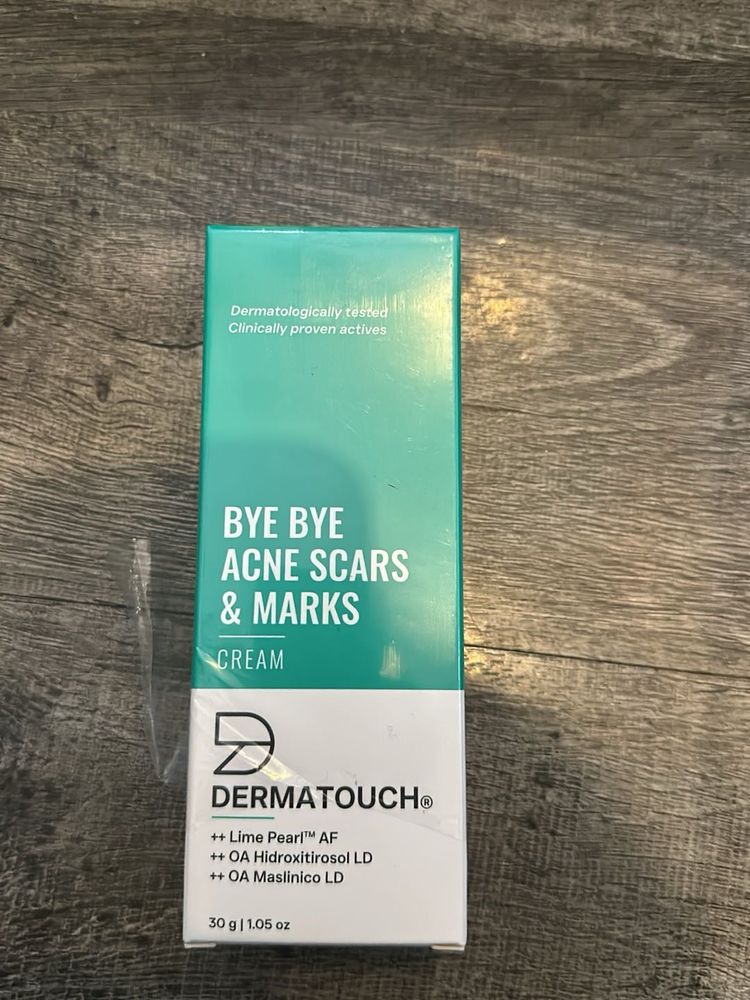 Dermatologically tested
Clinically proven actives
BYE BYE
ACNE SCARS
& MARKS
CREAM
DERMATOUCH®
++ Lime Pearl™ AF
++ OA Hidroxitirosol LD
++ OA Maslinico LD
30 g | 1.05 oz